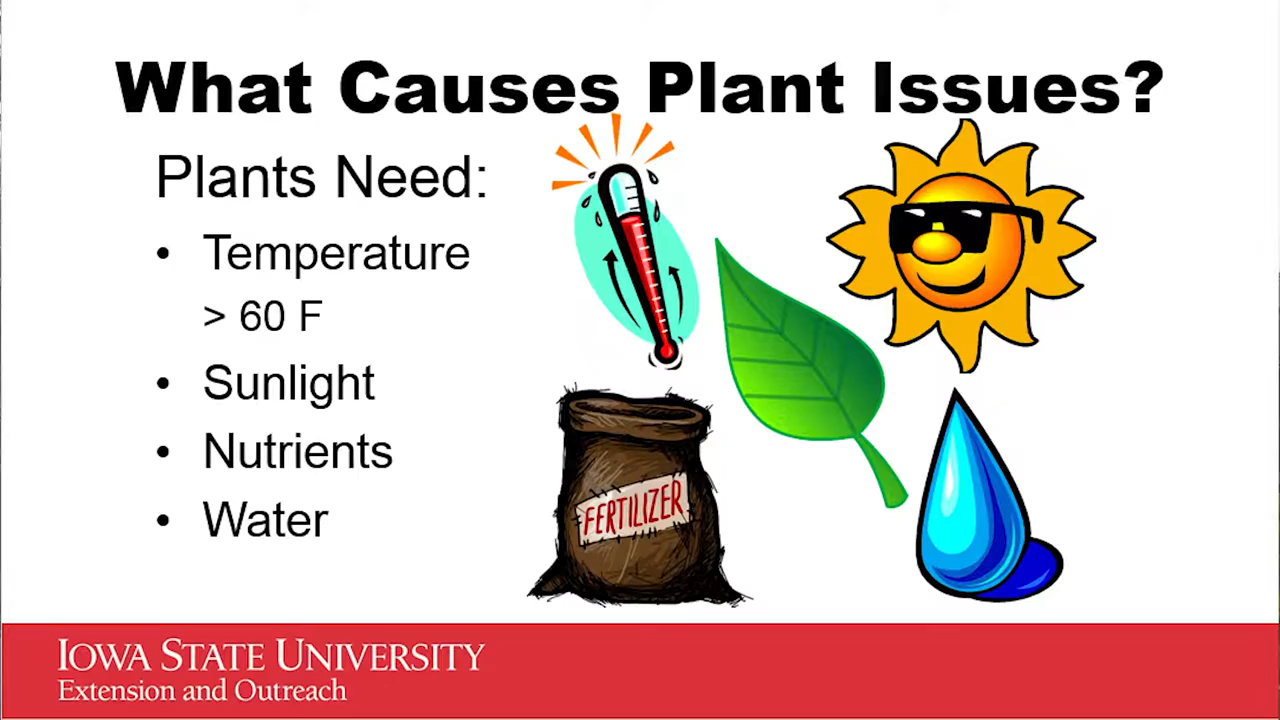 What Causes Plant Issues?
Plants Need:
• Temperature
> 60 F
• Sunlight
• Nutrients
• Water
FERTILIZER
IOWA STATE UNIVERSITY
Extension and Outreach